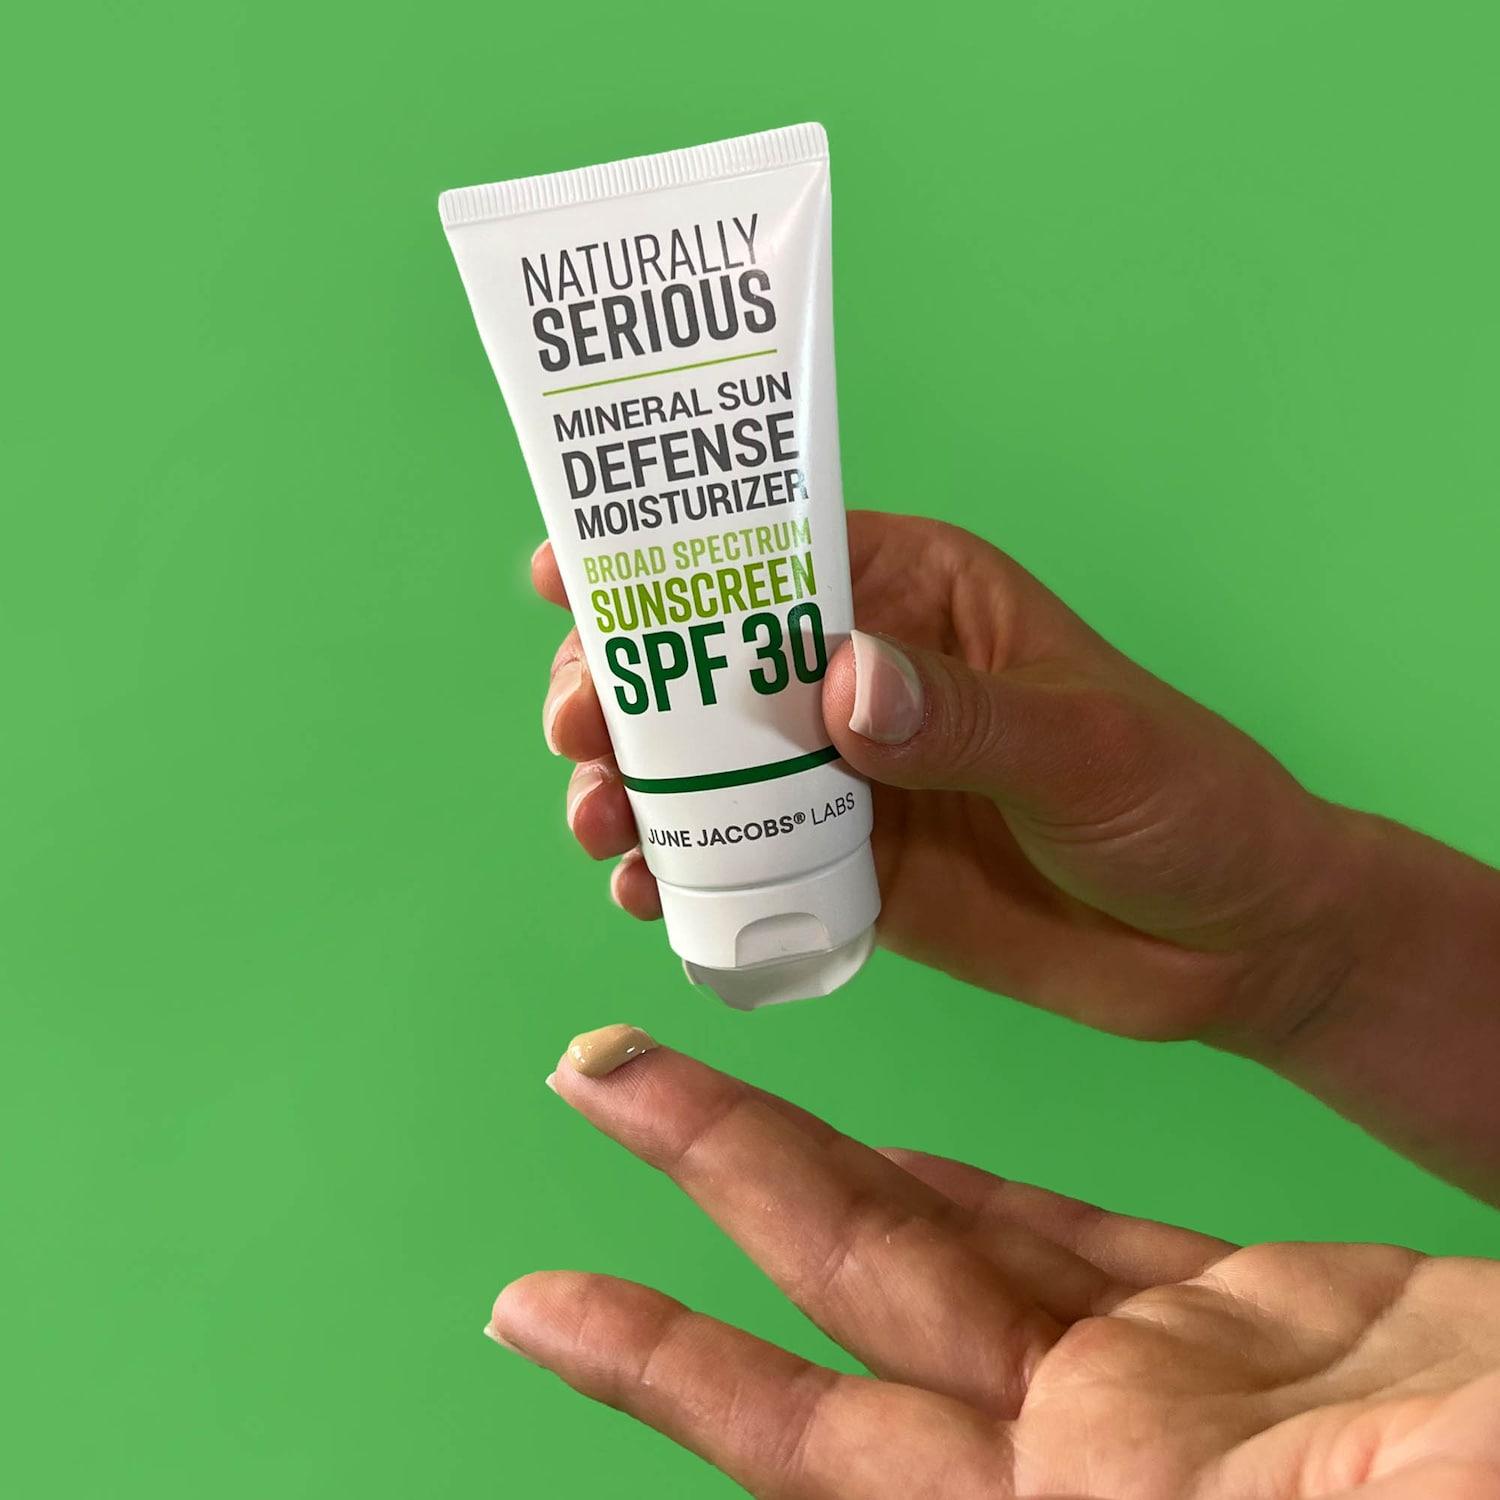 NATURALLY
SERIOUS
MINERAL SUN
DEFENSE
MOISTURIZER
BROAD SPECTRUM
SUNSCREEN
SPF 30
JUNE JACOBS® LABS